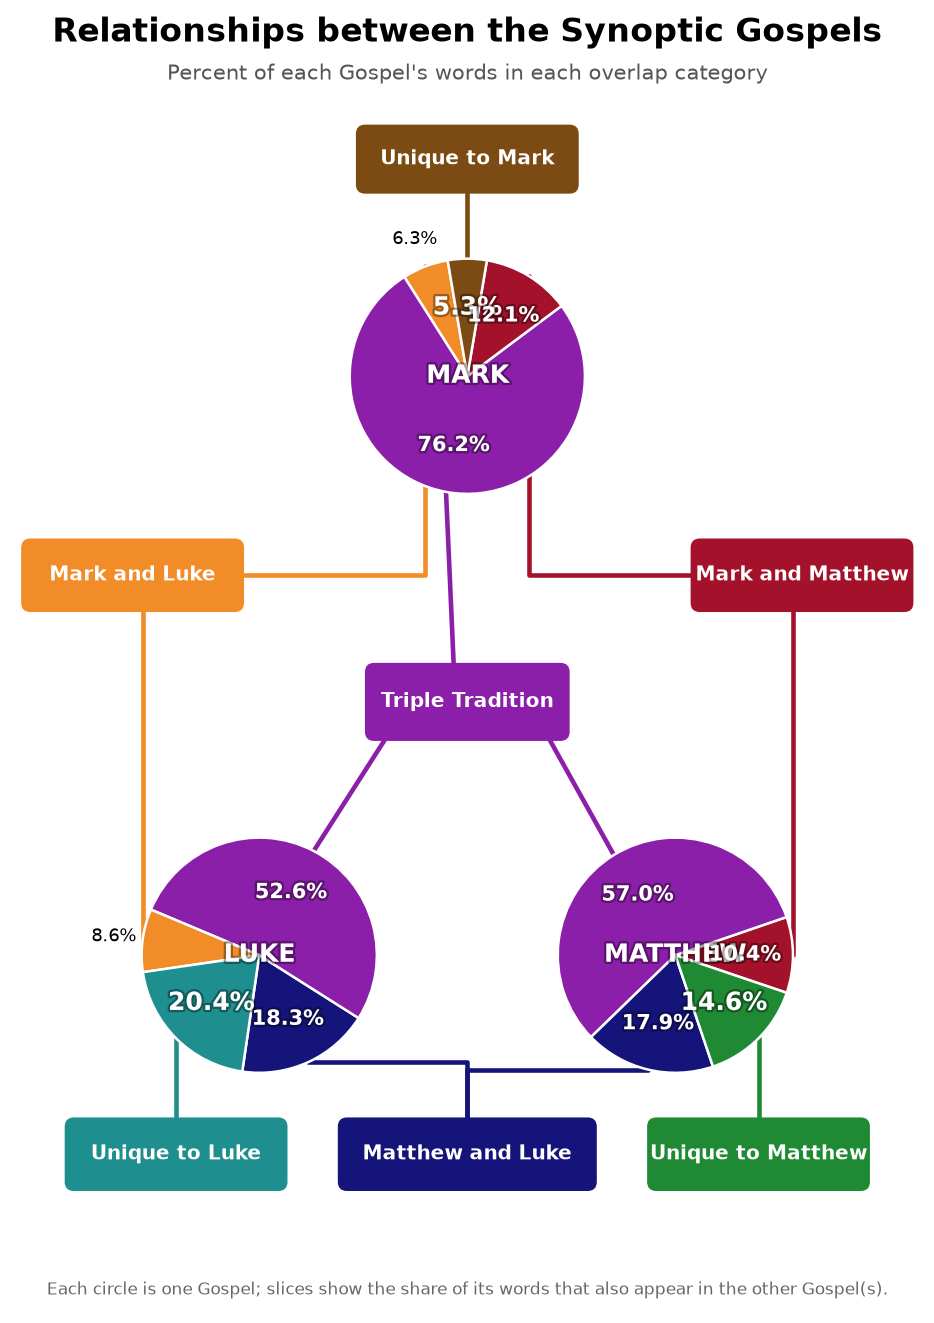 Relationships between the Synoptic Gospels
Percent of each Gospel's words in each overlap category
Unique to Mark
6.3%
5.3%
12.1%
MARK
76.2%
Mark and Luke
Mark and Matthew
Triple Tradition
52.6%
57.0%
8.6%
LUKE
MATTHEW
10.4%
20.4%
14.6%
18.3%
17.9%
Unique to Luke
Matthew and Luke
Unique to Matthew
Each circle is one Gospel; slices show the share of its words that also appear in the other Gospel(s).